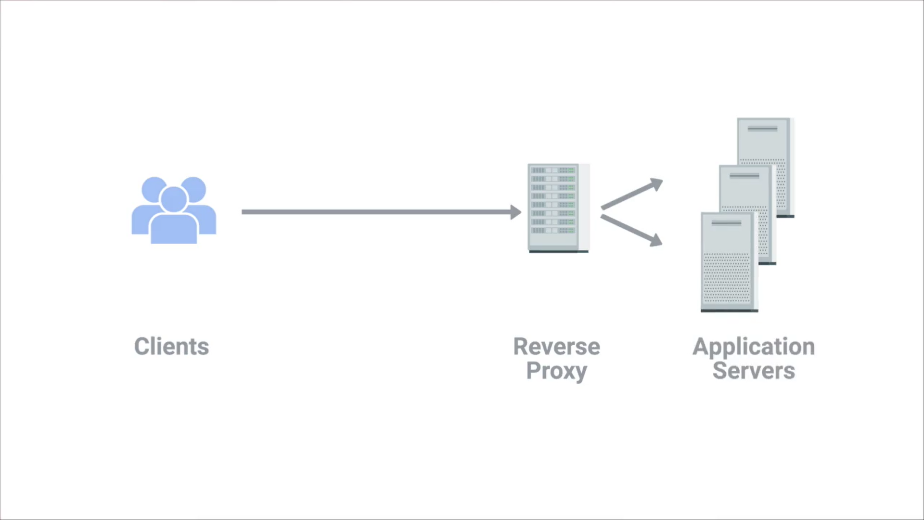 Clients
Reverse
Proxy
Application
Servers